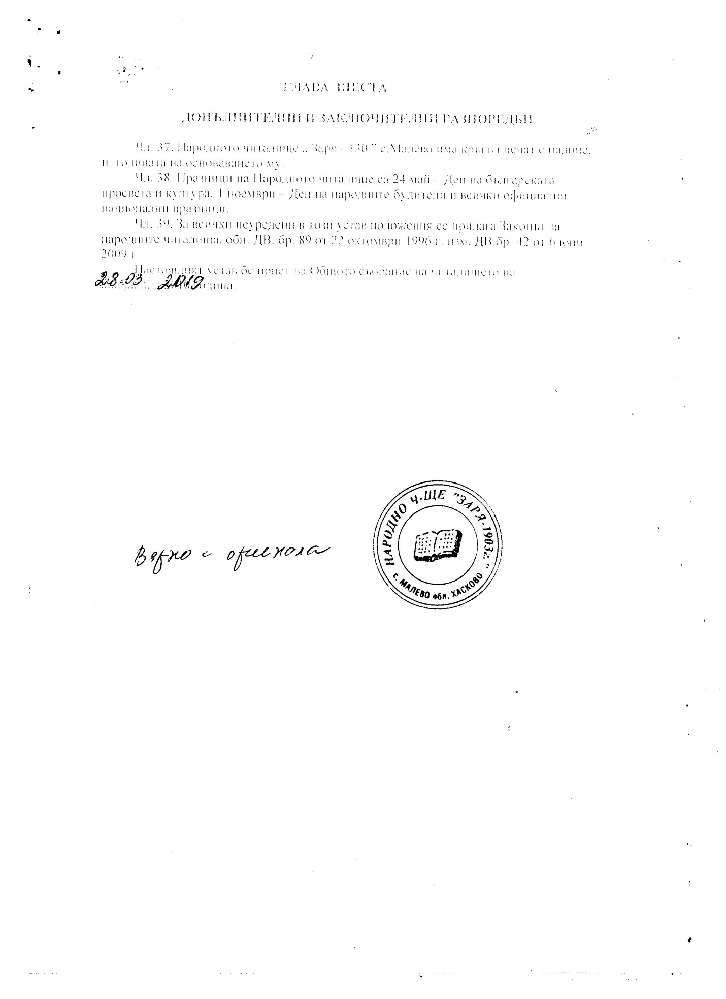 - 7 -
ГЛАВА ШЕСТА
ДОПЪЛНИТЕЛНИ И ЗАКЛЮЧИТЕЛНИ РАЗПОРЕДБИ
Чл. 37. Народното читалище „ Заря - 130 " с.Малево има кръгъл печат с надпис,
и годината на основаването му.
Чл. 38. Празници на Народното читалище са 24 май - Ден на българската
просвета и култура, 1 ноември – Ден на народните будители и всички официални
национални празници.
Чл. 39. За всички неуредени в този устав положения се прилага Законът за
народните читалища, обн. ДВ. бр. 89 от 22 октомври 1996 г. изм. ДВ.бр. 42 от 6 юни
2009 г.
Настоящият устав бе приет на Общото събрание на читалището на
28.03. 2019 година.
НАРОДНО Ч-ЩЕ "ЗАРЯ-1903г."
с. МАЛЕВО обл. ХАСКОВО
Вярно с оригинала